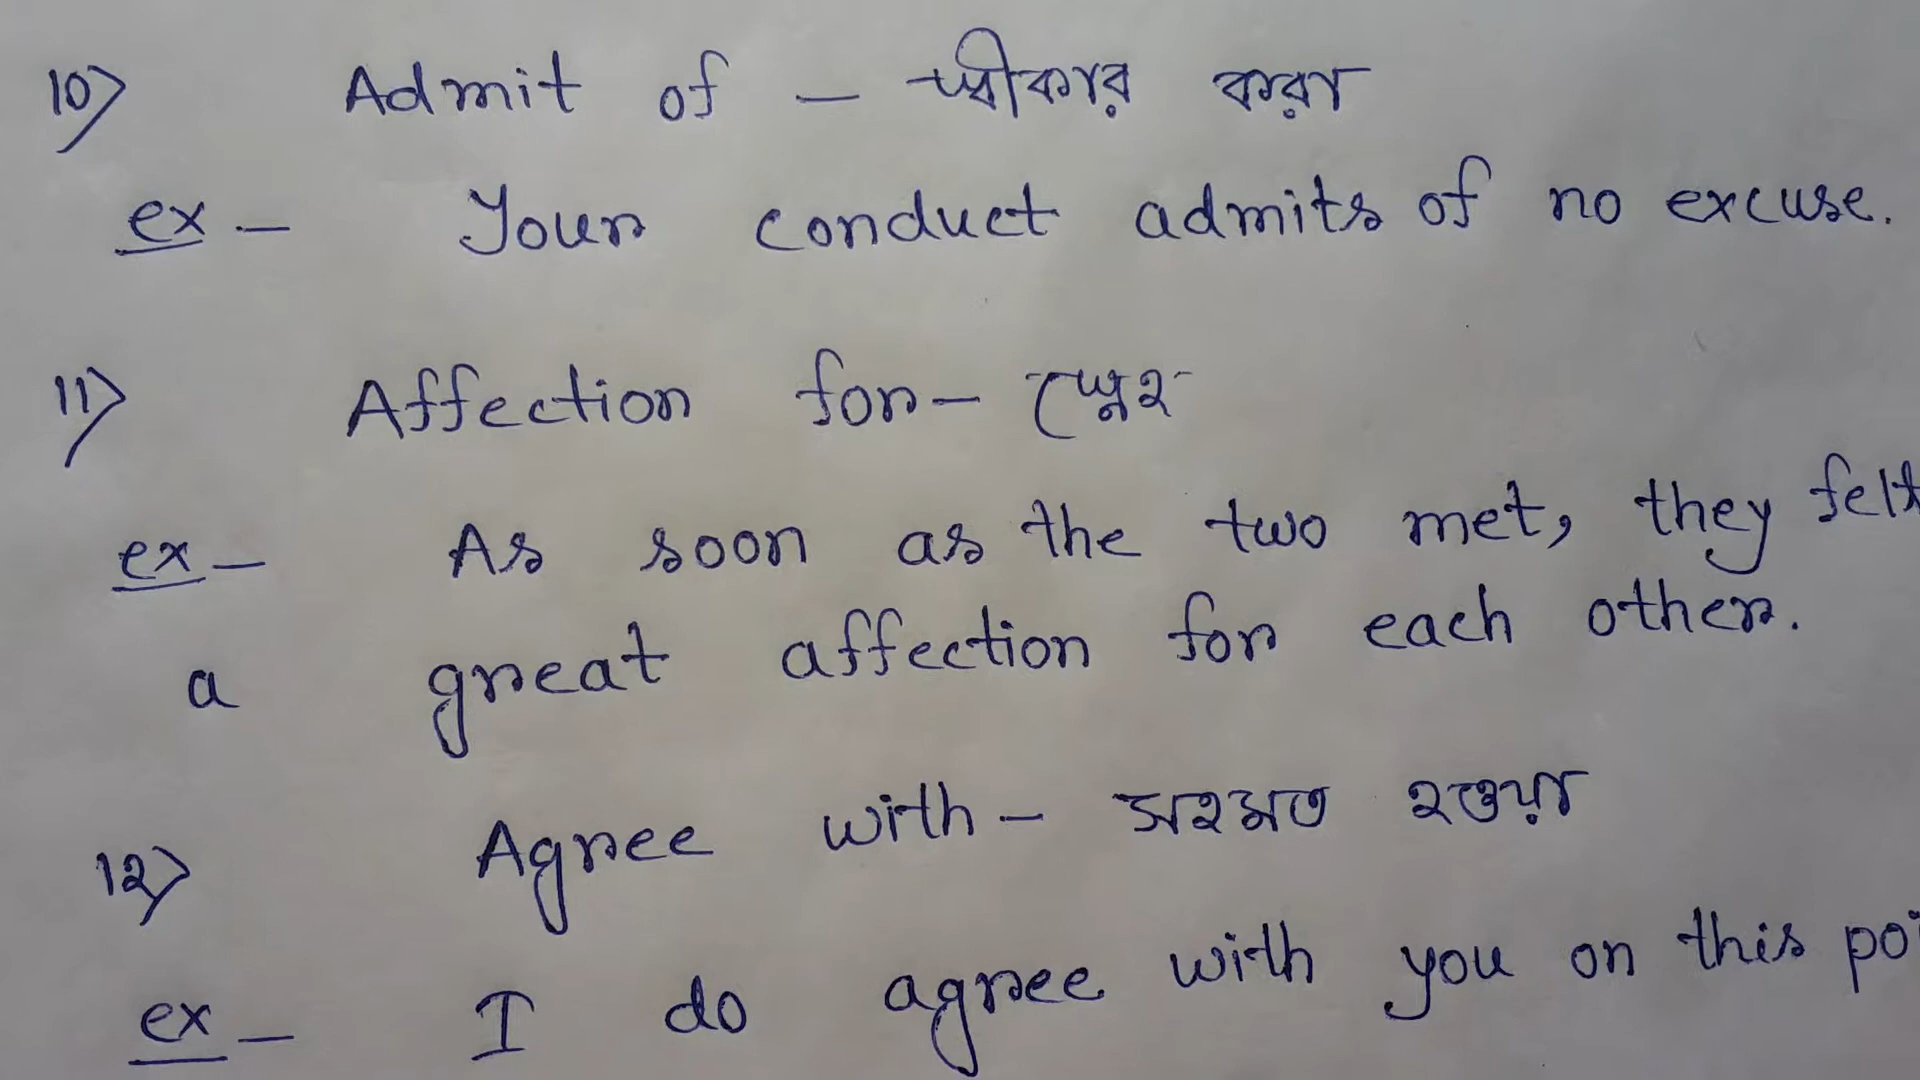 10) Admit of – স্বীকার করা
ex – Your conduct admits of no excuse.
11) Affection for – স্নেহ
ex – As soon as the two met, they felt
a great affection for each other.
12) Agree with – সহমত হওয়া
ex – I do agree with you on this poi